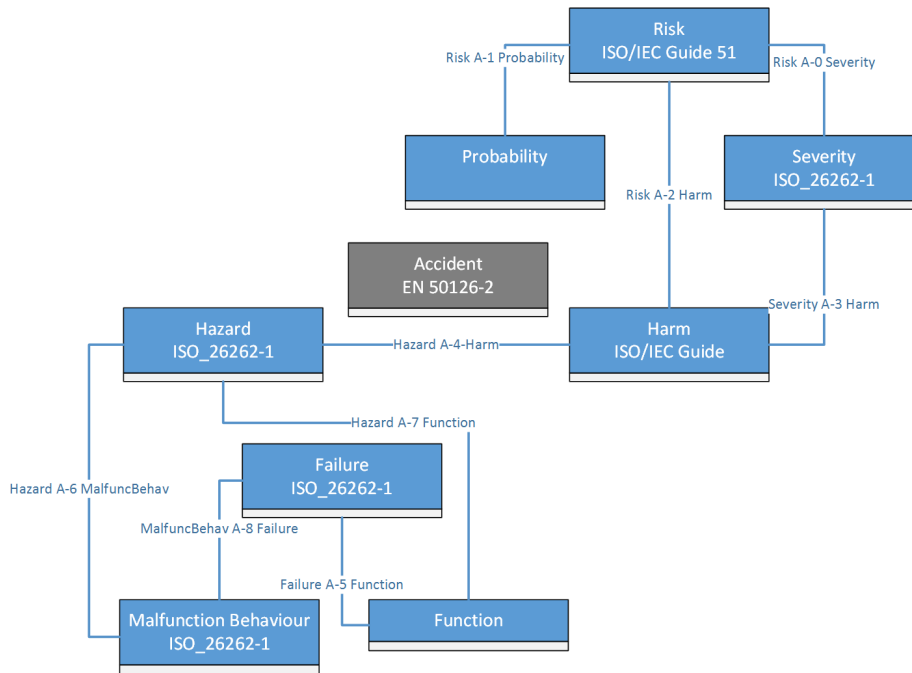 Risk
ISO/IEC Guide 51
Risk A-1 Probability
Risk A-0 Severity
Probability
Severity
ISO_26262-1
Risk A-2 Harm
Accident
EN 50126-2
Severity A-3 Harm
Hazard
ISO_26262-1
Hazard A-4-Harm
Harm
ISO/IEC Guide
Hazard A-7 Function
Failure
ISO_26262-1
Hazard A-6 MalfuncBehav
MalfuncBehav A-8 Failure
Failure A-5 Function
Malfunction Behaviour
ISO_26262-1
Function